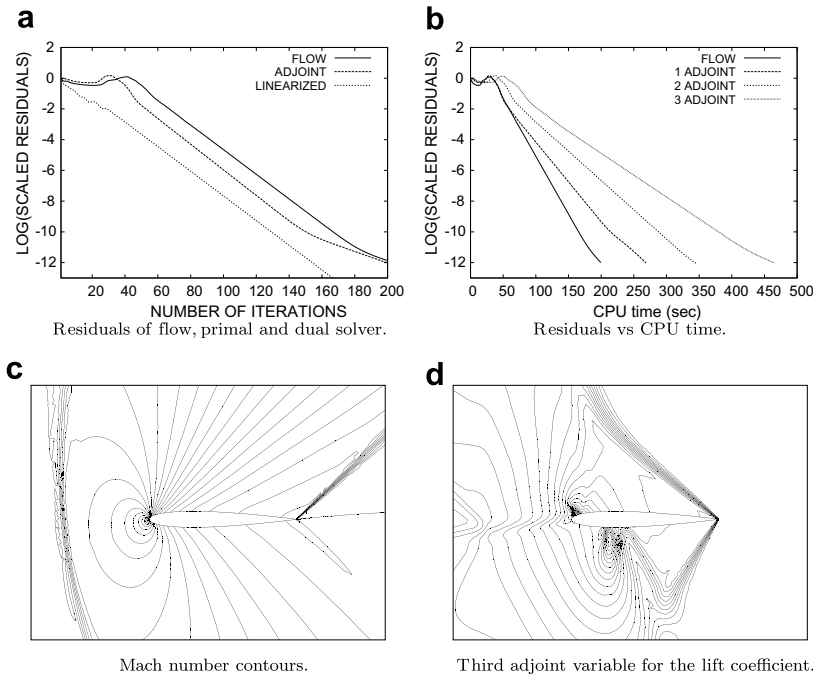 a
2
0
-2
-4
-6
-8
-10
-12
LOG(SCALED RESIDUALS)
FLOW
ADJOINT
LINEARIZED
20 40 60 80 100 120 140 160 180 200
NUMBER OF ITERATIONS
Residuals of flow, primal and dual solver.
b
2
0
-2
-4
-6
-8
-10
-12
LOG(SCALED RESIDUALS)
FLOW
1 ADJOINT
2 ADJOINT
3 ADJOINT
0 50 100 150 200 250 300 350 400 450 500
CPU time (sec)
Residuals vs CPU time.
c
Mach number contours.
d
Third adjoint variable for the lift coefficient.